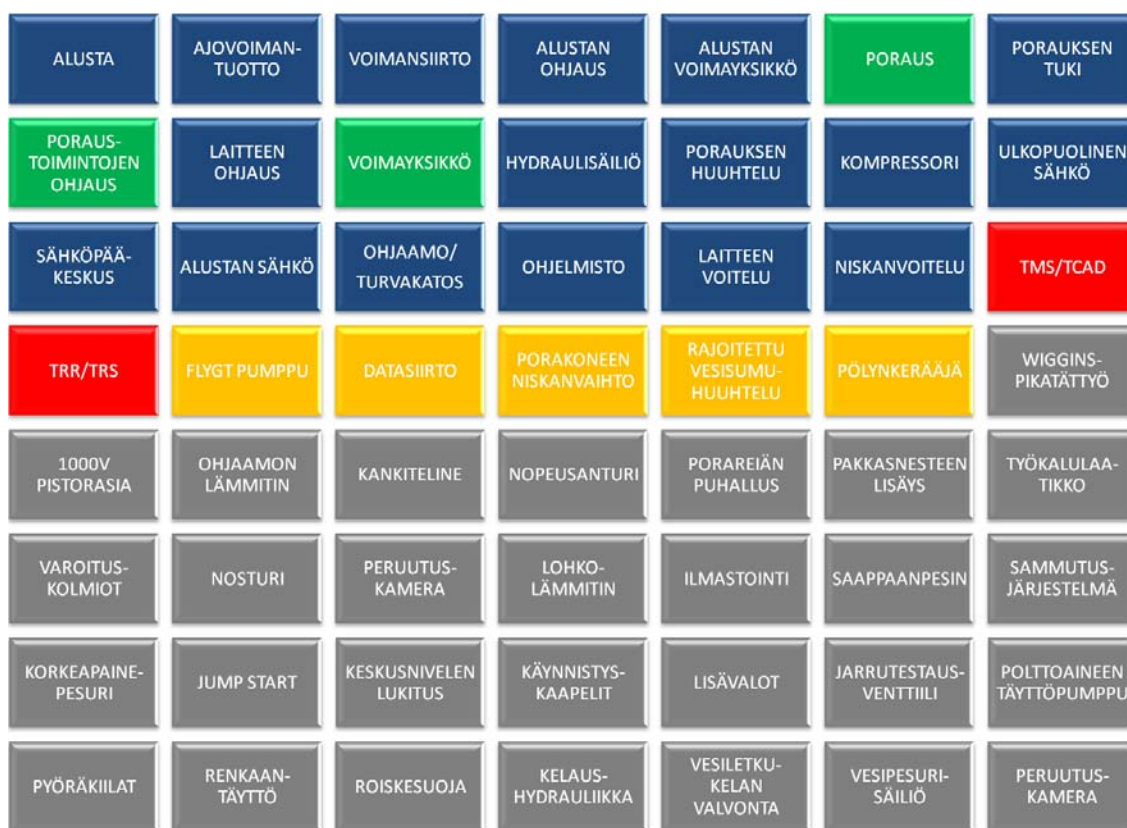 ALUSTA
AJOVOIMAN-
TUOTTO
VOIMANSIIRTO
ALUSTAN
OHJAUS
ALUSTAN
VOIMAYKSIKKÖ
PORAUS
PORAUKSEN
TUKI
PORAUS-
TOIMINTOJEN
OHJAUS
LAITTEEN
OHJAUS
VOIMAYKSIKKÖ
HYDRAULISÄILIÖ
PORAUKSEN
HUUHTELU
KOMPRESSORI
ULKOPUOLINEN
SÄHKÖ
SÄHKÖPÄÄ-
KESKUS
ALUSTAN SÄHKÖ
OHJAAMO/
TURVAKATOS
OHJELMISTO
LAITTEEN
VOITELU
NISKANVOITELU
TMS/TCAD
TRR/TRS
FLYGT PUMPPU
DATASIIRTO
PORAKONEEN
NISKANVAIHTO
RAJOITETTU
VESISUMU-
HUUHTELU
PÖLYNKERÄÄJÄ
WIGGINS-
PIKATÄTTYÖ
1000V
PISTORASIA
OHJAAMON
LÄMMITIN
KANKITELINE
NOPEUSANTURI
PORAREIÄN
PUHALLUS
PAKKASNESTEEN
LISÄYS
TYÖKALULAA-
TIKKO
VAROITUS-
KOLMIOT
NOSTURI
PERUUTUS-
KAMERA
LOHKO-
LÄMMITIN
ILMASTOINTI
SAAPPAANPESIN
SAMMUTUS-
JÄRJESTELMÄ
KORKEAPAINE-
PESURI
JUMP START
KESKUSNIVELEN
LUKITUS
KÄYNNISTYS-
KAAPELIT
LISÄVALOT
JARRUTESTAUS-
VENTTIILI
POLTTOAINEEN
TÄYTTÖPUMPPU
PYÖRÄKIILAT
RENKAAN-
TÄYTTÖ
ROISKESUOJA
KELAUS-
HYDRAULIIKKA
VESILETKU-
KELAN
VALVONTA
VESIPESURI-
SÄILIÖ
PERUUTUS-
KAMERA